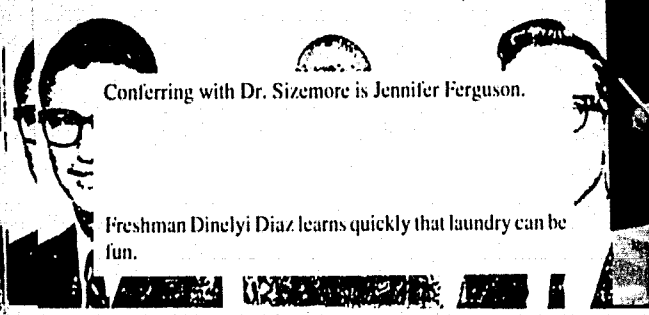 Conferring with Dr. Sizemore is Jennifer Ferguson.
Freshman Dinelyi Diaz learns quickly that laundry can be
fun.